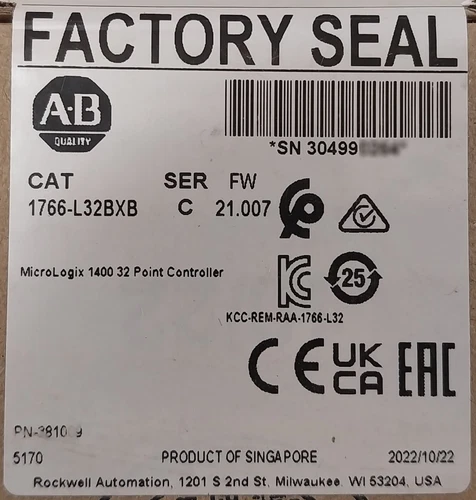 FACTORY SEAL
A·B
QUALITY
*SN 30499
CAT SER FW
1766-L32BXB C 21.007
MicroLogix 1400 32 Point Controller
25
KCC-REM-RAA-1766-L32
CE UK CA EAC
5170 PRODUCT OF SINGAPORE 2022/10/22
Rockwell Automation, 1201 S 2nd St, Milwaukee WI 53204, USA